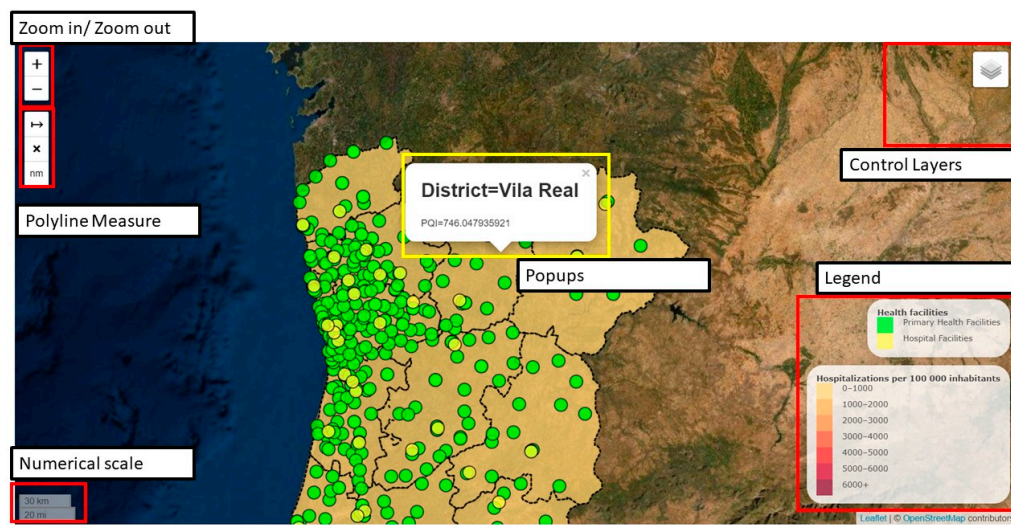 Zoom in/ Zoom out
+
−
↦
×
nm
Polyline Measure
Control Layers
×
District=Vila Real
PQI=746.047935921
Popups
Legend
Health facilities
Primary Health Facilities
Hospital Facilities
Hospitalizations per 100 000 inhabitants
0–1000
1000–2000
2000–3000
3000–4000
4000–5000
5000–6000
6000+
Numerical scale
30 km
20 mi
Leaflet | © OpenStreetMap contributors